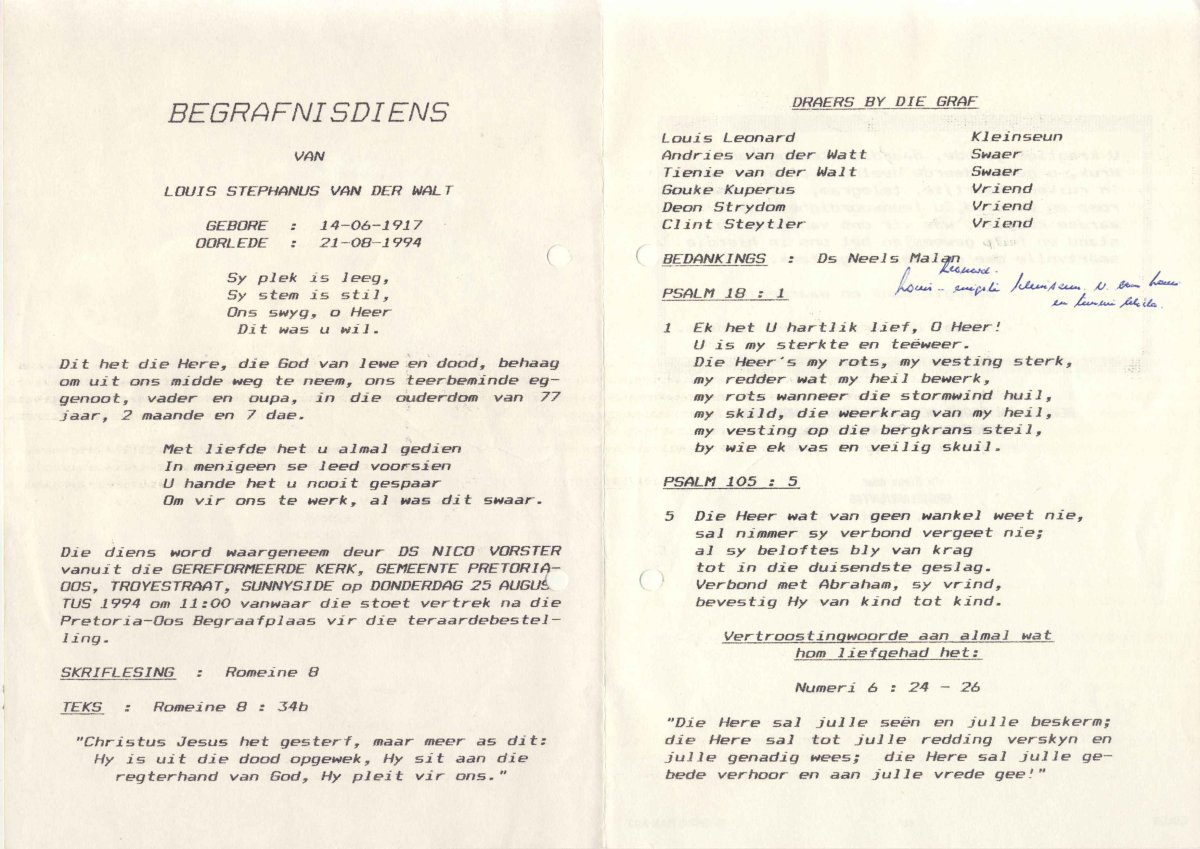 BEGRAFNISDIENS
VAN
LOUIS STEPHANUS VAN DER WALT
GEBORE : 14-06-1917
OORLEDE : 21-08-1994
Sy plek is leeg,
Sy stem is stil,
Ons swyg, o Heer
Dit was u wil.
Dit het die Here, die God van lewe en dood, behaag
om uit ons midde weg te neem, ons teerbeminde eg-
genoot, vader en oupa, in die ouderdom van 77
jaar, 2 maande en 7 dae.
Met liefde het u almal gedien
In menigeen se leed voorsien
U hande het u nooit gespaar
Om vir ons te werk, al was dit swaar.
Die diens word waargeneem deur DS NICO VORSTER
vanuit die GEREFORMEERDE KERK, GEMEENTE PRETORIA-
OOS, TROYESTRAAT, SUNNYSIDE op DONDERDAG 25 AUGUS
TUS 1994 om 11:00 vanwaar die stoet vertrek na die
Pretoria-Oos Begraafplaas vir die teraardebestel-
ling.
SKRIFLESING : Romeine 8
TEKS : Romeine 8 : 34b
"Christus Jesus het gesterf, maar meer as dit:
Hy is uit die dood opgewek, Hy sit aan die
regterhand van God, Hy pleit vir ons."
DRAERS BY DIE GRAF
Louis Leonard Kleinseun
Andries van der Watt Swaer
Tienie van der Walt Swaer
Gouke Kuperus Vriend
Deon Strydom Vriend
Clint Steytler Vriend
BEDANKINGS : Ds Neels Malan
Leonard.
Louis - enigste kleinseun v.
en
PSALM 18 : 1
1 Ek het U hartlik lief, O Heer!
U is my sterkte en teëweer.
Die Heer's my rots, my vesting sterk,
my redder wat my heil bewerk,
my rots wanneer die stormwind huil,
my skild, die weerkrag van my heil,
my vesting op die bergkrans steil,
by wie ek vas en veilig skuil.
PSALM 105 : 5
5 Die Heer wat van geen wankel weet nie,
sal nimmer sy verbond vergeet nie;
al sy beloftes bly van krag
tot in die duisendste geslag.
Verbond met Abraham, sy vrind,
bevestig Hy van kind tot kind.
Vertroostingwoorde aan almal wat
hom liefgehad het:
Numeri 6 : 24 - 26
"Die Here sal julle seën en julle beskerm;
die Here sal tot julle redding verskyn en
julle genadig wees; die Here sal julle ge-
bede verhoor en aan julle vrede gee!"